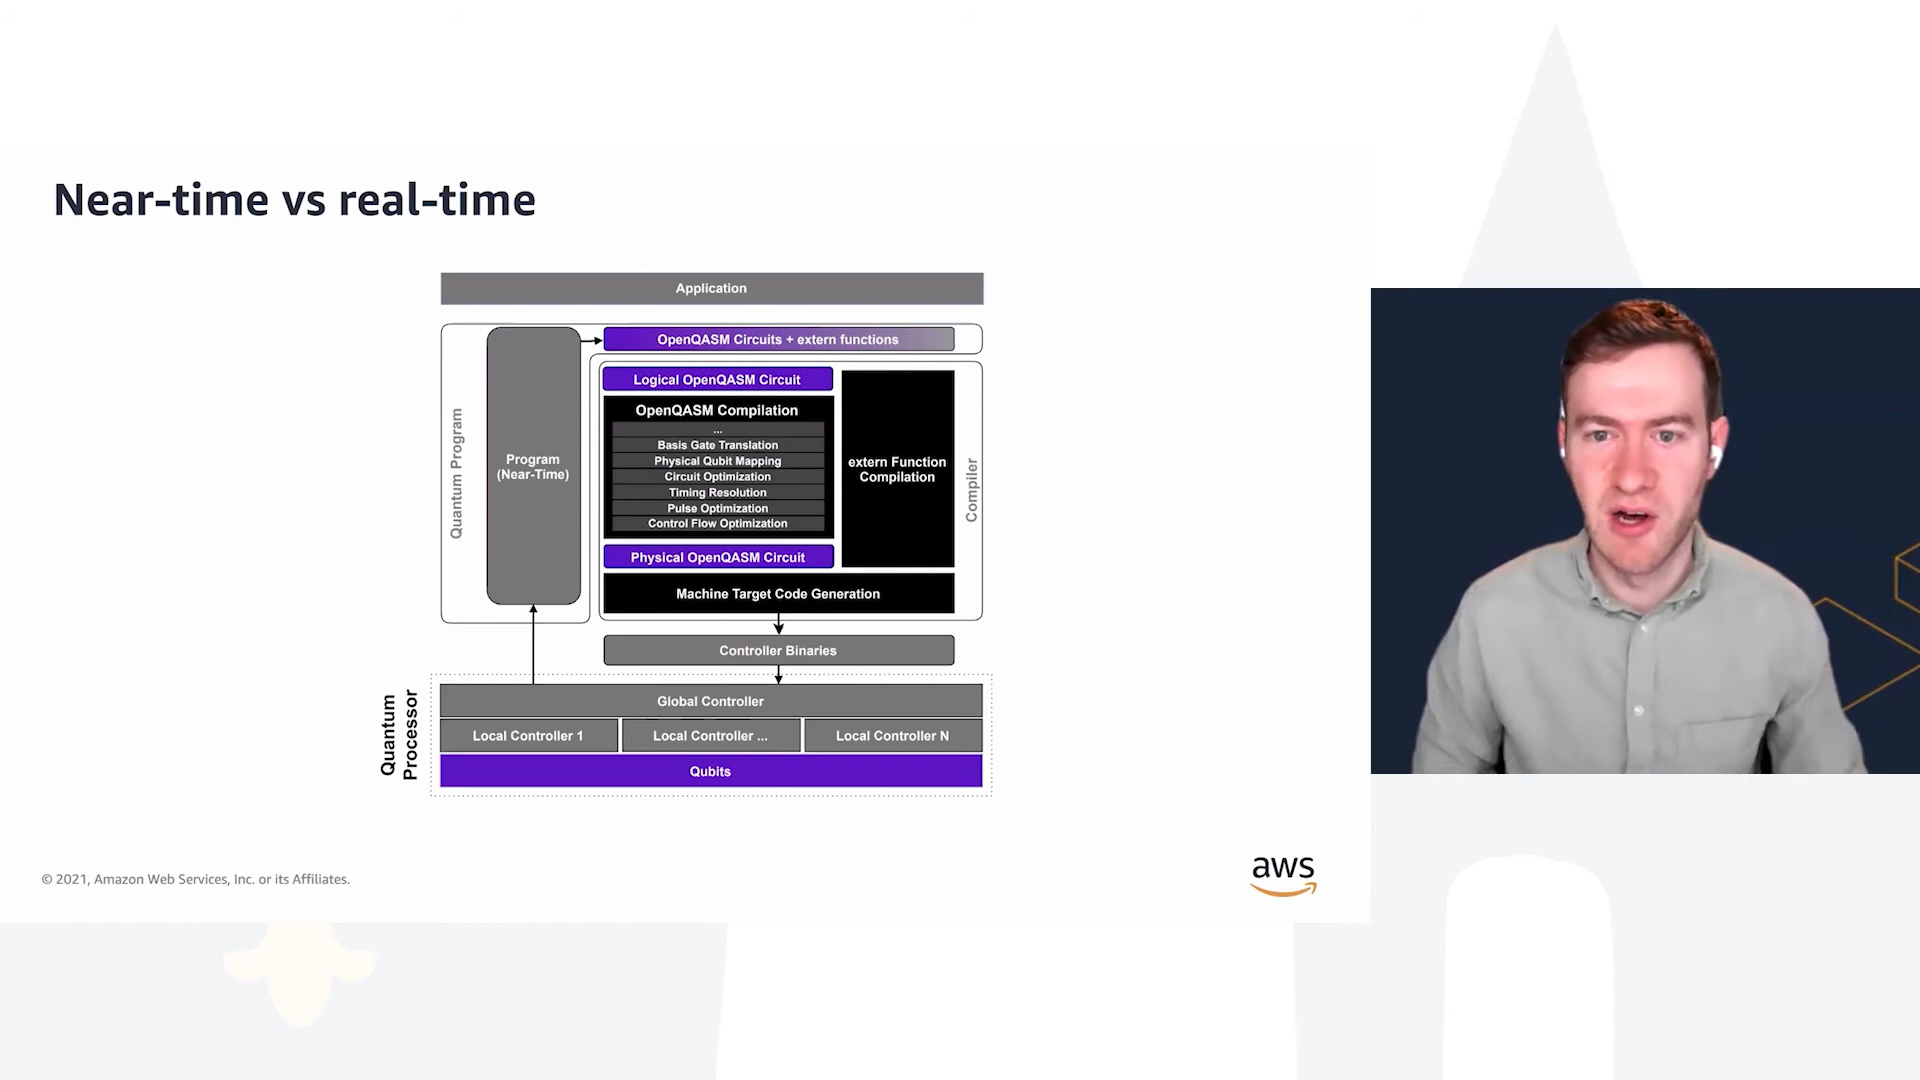 Near-time vs real-time
Application
Quantum Program
Program
(Near-Time)
OpenQASM Circuits + extern functions
Logical OpenQASM Circuit
OpenQASM Compilation
...
Basis Gate Translation
Physical Qubit Mapping
Circuit Optimization
Timing Resolution
Pulse Optimization
Control Flow Optimization
Physical OpenQASM Circuit
extern Function
Compilation
Compiler
Machine Target Code Generation
Controller Binaries
Quantum
Processor
Global Controller
Local Controller 1
Local Controller ...
Local Controller N
Qubits
© 2021, Amazon Web Services, Inc. or its Affiliates.
aws